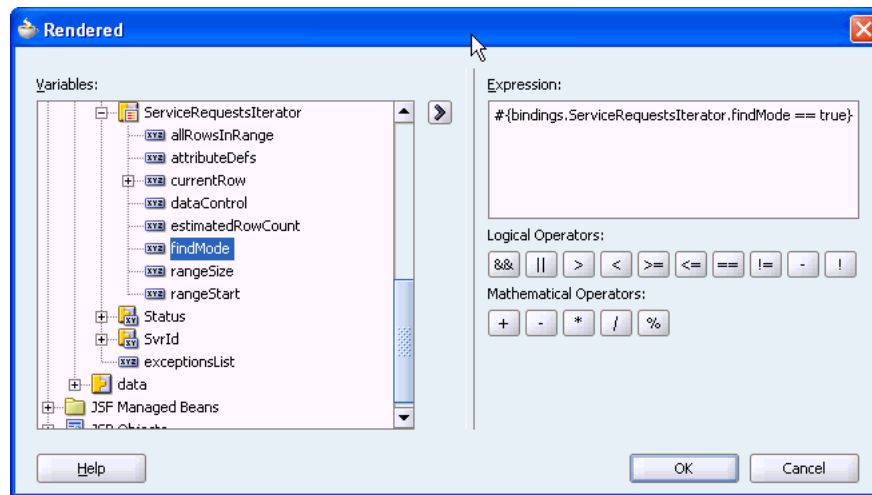 Rendered
Variables:
ServiceRequestsIterator
allRowsInRange
attributeDefs
currentRow
dataControl
estimatedRowCount
findMode
rangeSize
rangeStart
Status
SvrId
exceptionsList
data
JSF Managed Beans
Expression:
#{bindings.ServiceRequestsIterator.findMode == true}
Logical Operators:
&& || > < >= <= == != - !
Mathematical Operators:
+ - * / %
Help
OK Cancel